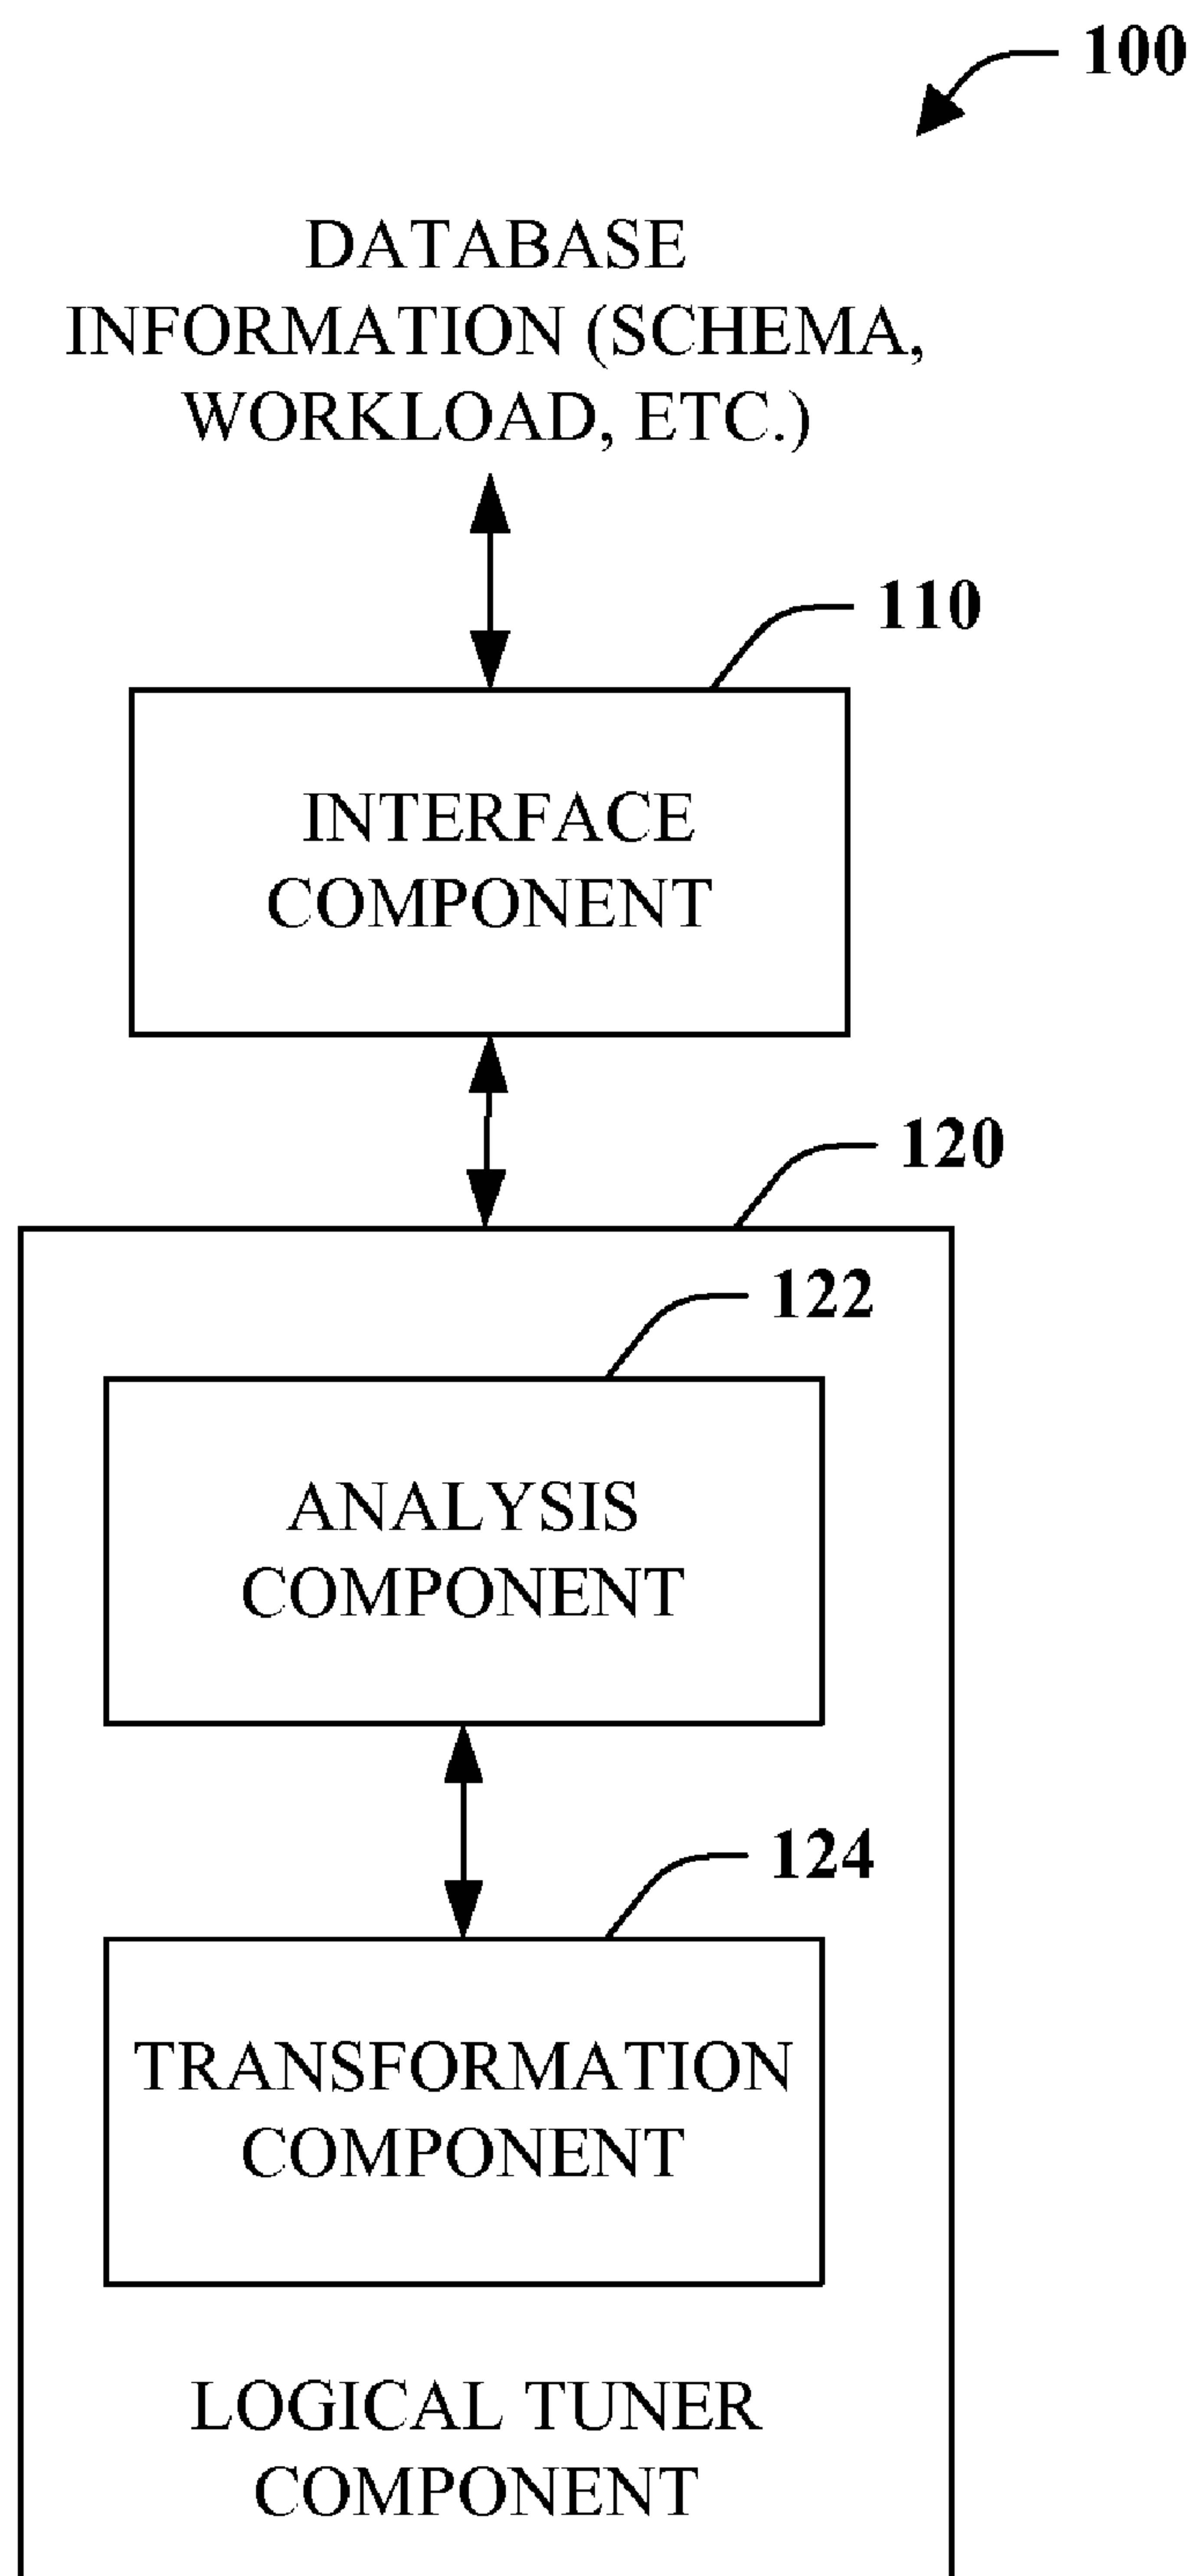 100
DATABASE
INFORMATION (SCHEMA,
WORKLOAD, ETC.)
110
INTERFACE
COMPONENT
120
122
ANALYSIS
COMPONENT
124
TRANSFORMATION
COMPONENT
LOGICAL TUNER
COMPONENT